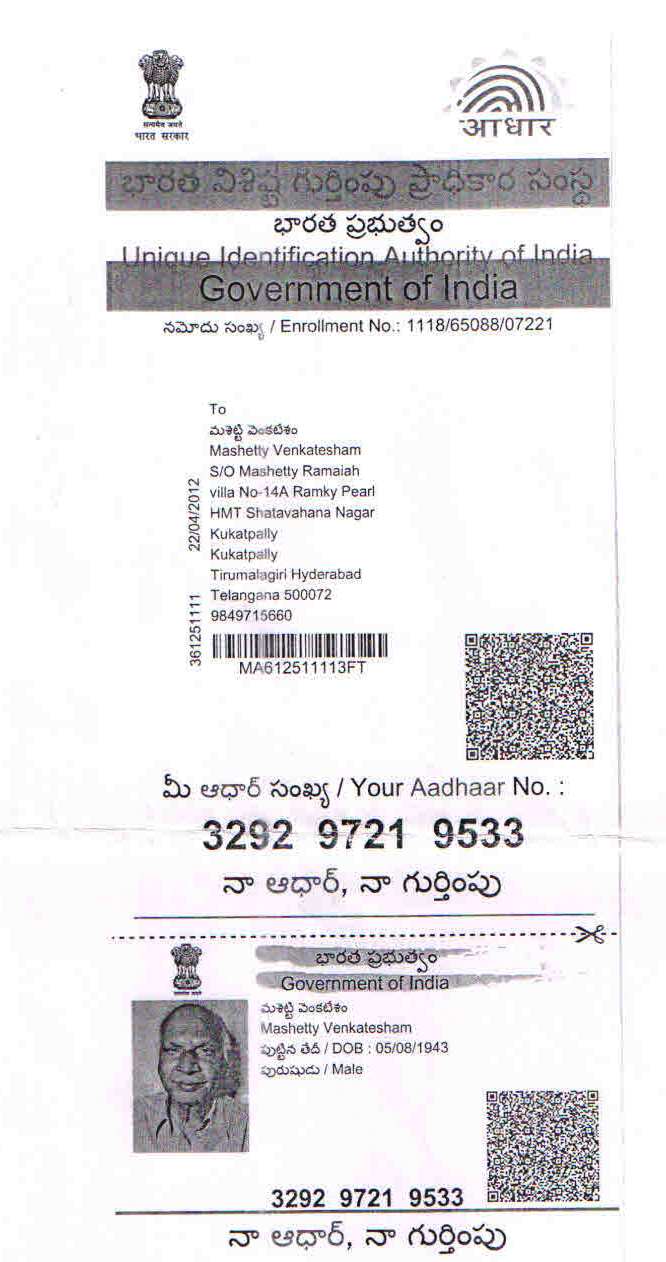 सत्यमेव जयते
भारत सरकार
आधार
భారత విశిష్ట గుర్తింపు ప్రాధికార సంస్థ
భారత ప్రభుత్వం
Unique Identification Authority of India
Government of India
నమోదు సంఖ్య / Enrollment No.: 1118/65088/07221
To
మశెట్టి వెంకటేశం
Mashetty Venkatesham
S/O Mashetty Ramaiah
villa No-14A Ramky Pearl
HMT Shatavahana Nagar
Kukatpally
Kukatpally
Tirumalagiri Hyderabad
Telangana 500072
9849715660
22/04/2012
361251111
MA612511113FT
మీ ఆధార్ సంఖ్య / Your Aadhaar No. :
3292 9721 9533
నా ఆధార్, నా గుర్తింపు
భారత ప్రభుత్వం
Government of India
మశెట్టి వెంకటేశం
Mashetty Venkatesham
పుట్టిన తేదీ / DOB : 05/08/1943
పురుషుడు / Male
3292 9721 9533
నా ఆధార్, నా గుర్తింపు